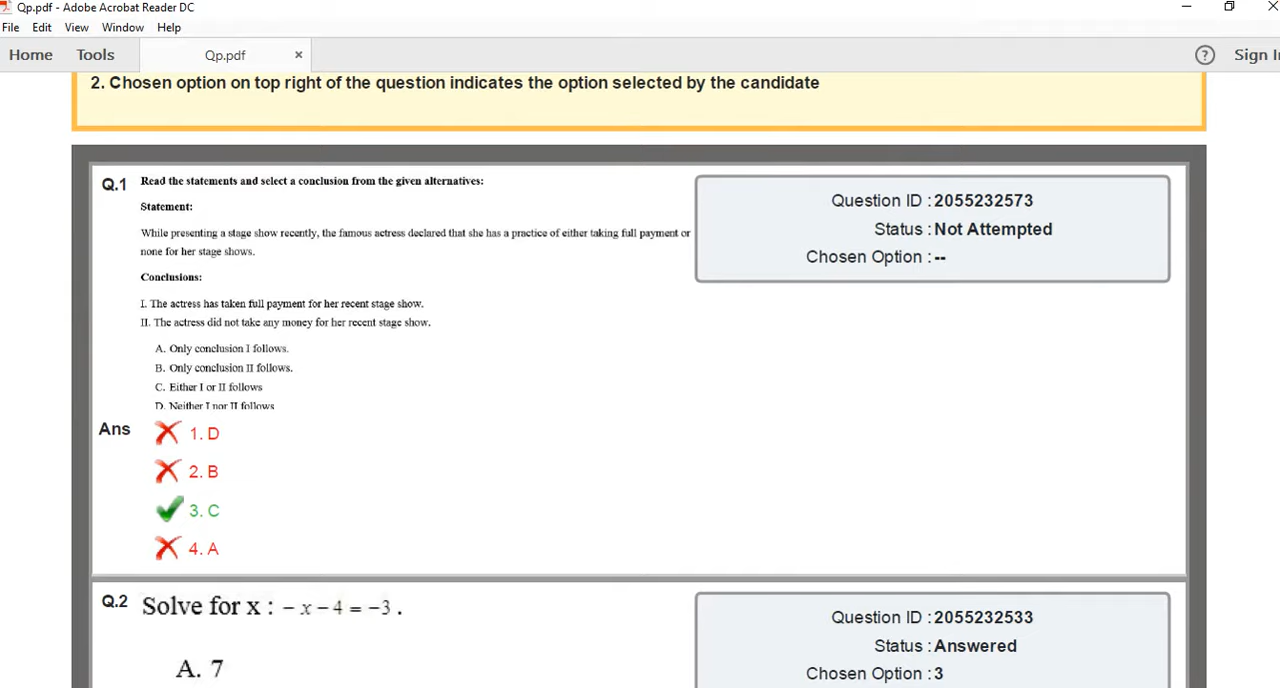 Qp.pdf - Adobe Acrobat Reader DC
File Edit View Window Help
Home Tools Qp.pdf × ? Sign I
2. Chosen option on top right of the question indicates the option selected by the candidate
Q.1 Read the statements and select a conclusion from the given alternatives:
Statement:
While presenting a stage show recently, the famous actress declared that she has a practice of either taking full payment or
none for her stage shows.
Conclusions:
I. The actress has taken full payment for her recent stage show.
II. The actress did not take any money for her recent stage show.
A. Only conclusion I follows.
B. Only conclusion II follows.
C. Either I or II follows
D. Neither I nor II follows
Question ID : 2055232573
Status : Not Attempted
Chosen Option : --
Ans
1. D
2. B
3. C
4. A
Q.2 Solve for x : − x − 4 = −3 .
A. 7
Question ID : 2055232533
Status : Answered
Chosen Option : 3